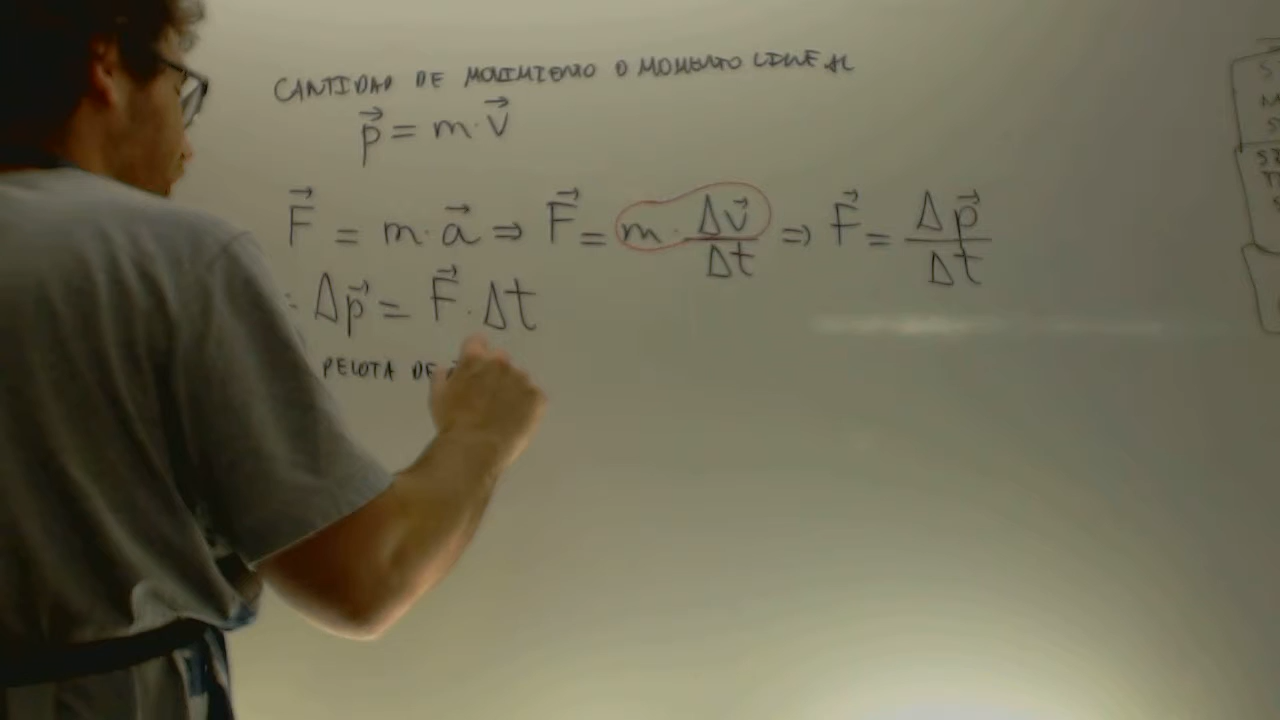 CANTIDAD DE MOVIMIENTO O MOMENTO LINEAL
p⃗ = m · v⃗
F⃗ = m · a⃗ ⇒ F⃗ = m · Δv⃗/Δt ⇒ F⃗ = Δp⃗/Δt
Δp⃗ = F⃗ · Δt
PELOTA DE